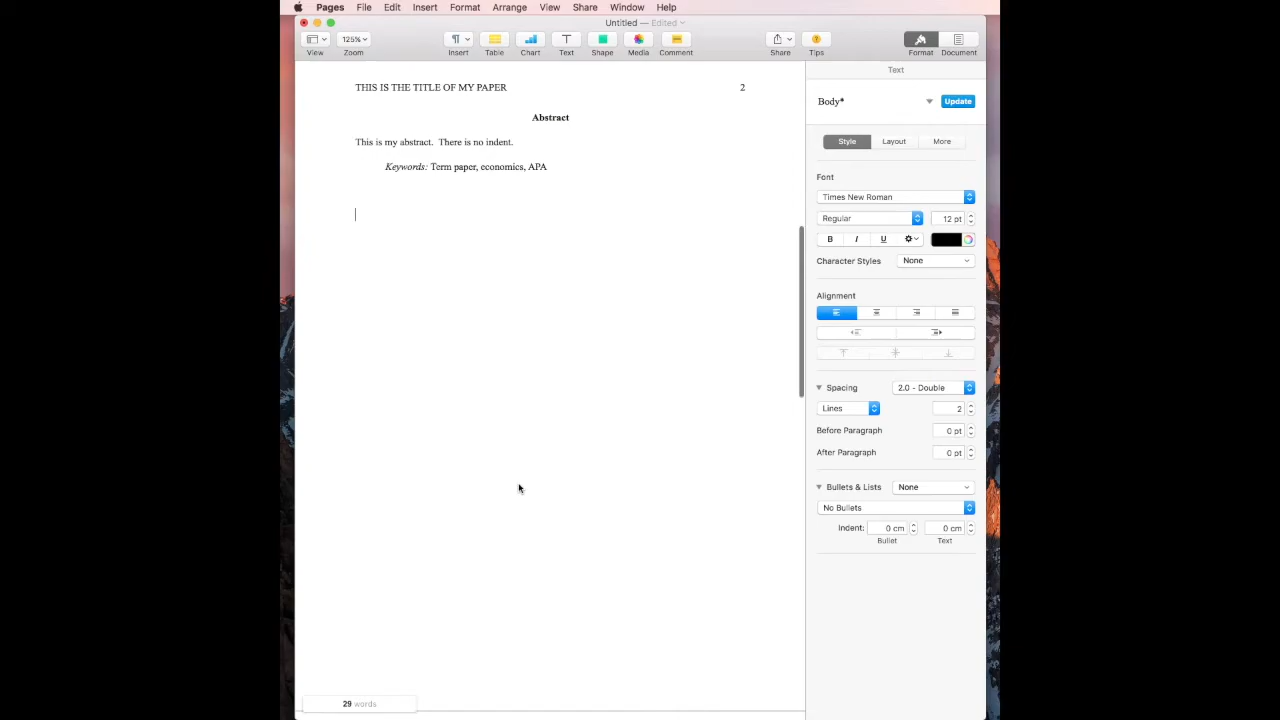 Pages File Edit Insert Format Arrange View Share Window Help
Untitled — Edited
125%
View Zoom Insert Table Chart Text Shape Media Comment Share Tips Format Document
Text
THIS IS THE TITLE OF MY PAPER 2
Abstract
This is my abstract. There is no indent.
Keywords: Term paper, economics, APA
29 words
Body*
Update
Style Layout More
Font
Times New Roman
Regular 12 pt
B I U
Character Styles None
Alignment
Spacing 2.0 - Double
Lines 2
Before Paragraph 0 pt
After Paragraph 0 pt
Bullets & Lists None
No Bullets
Indent: 0 cm 0 cm
Bullet Text